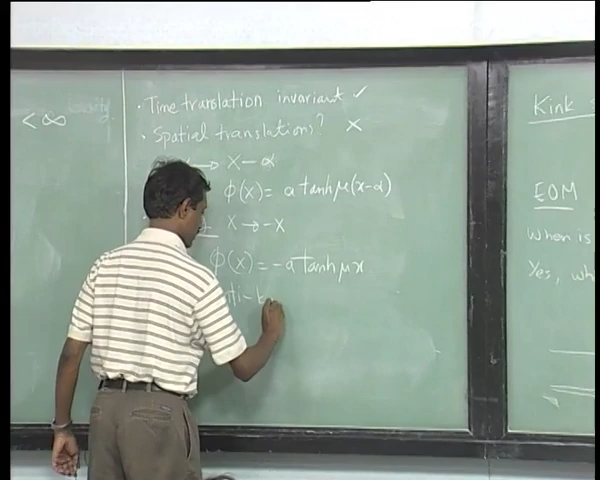 < ∞
· Time translation invariant ✓
· Spatial translations? ✗
→ x - α
φ(x) = a tanh μ(x-α)
x → -x
φ(x) = - a tanh μx
Kink
EOM
When is
Yes, wh